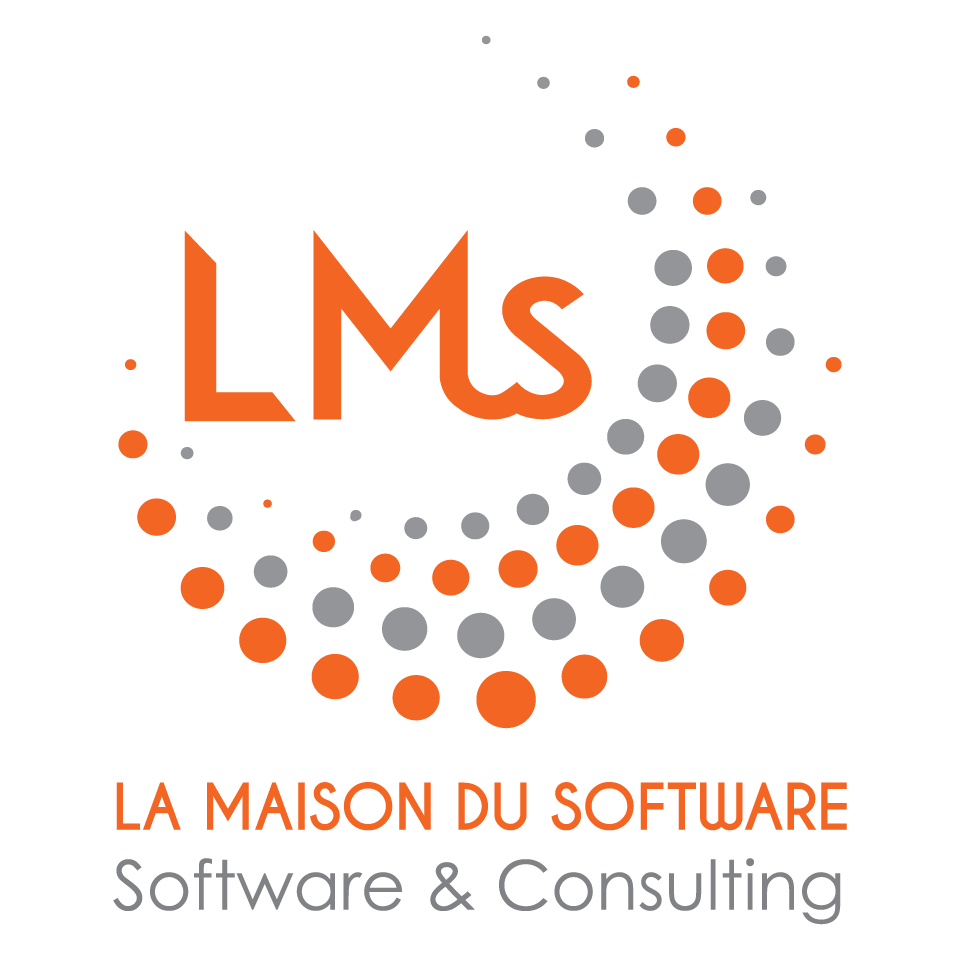 LMs
LA MAISON DU SOFTWARE
Software & Consulting